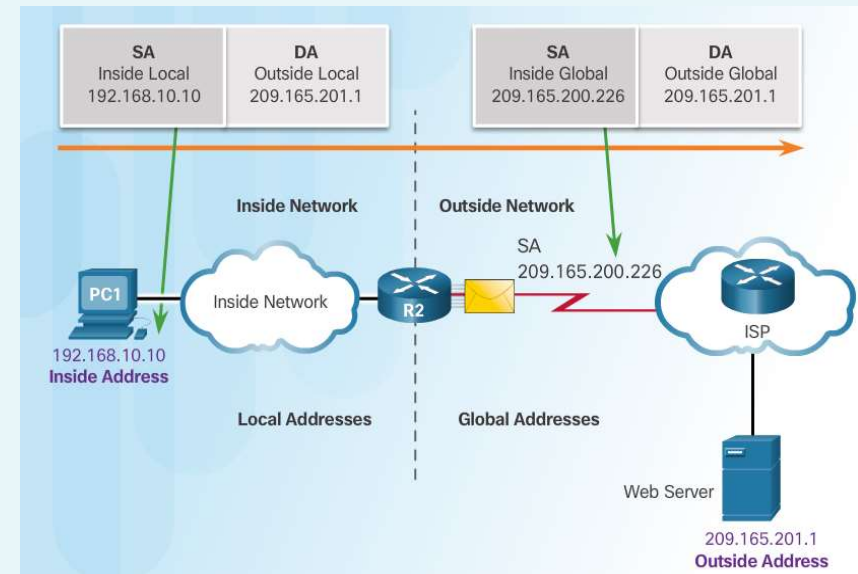 SA
Inside Local
192.168.10.10
DA
Outside Local
209.165.201.1
SA
Inside Global
209.165.200.226
DA
Outside Global
209.165.201.1
Inside Network
Outside Network
SA
209.165.200.226
PC1
Inside Network
R2
ISP
192.168.10.10
Inside Address
Local Addresses
Global Addresses
Web Server
209.165.201.1
Outside Address